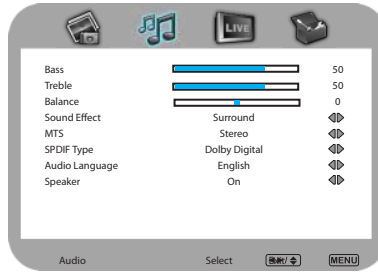 LIVE
Bass 50
Treble 50
Balance 0
Sound Effect Surround
MTS Stereo
SPDIF Type Dolby Digital
Audio Language English
Speaker On
Audio Select MENU